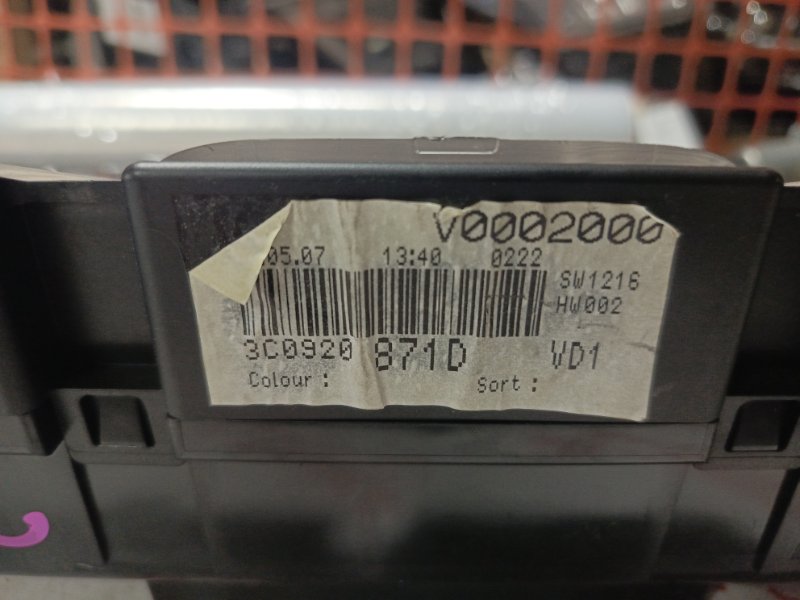 V0002000
05.07 13:40 0222
SW1216
HW002
3C0920 871D VD1
Colour : Sort :